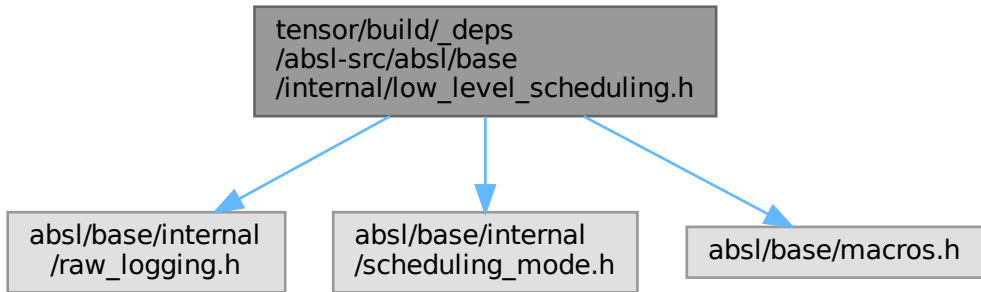 tensor/build/_deps
/absl-src/absl/base
/internal/low_level_scheduling.h
absl/base/internal
/raw_logging.h
absl/base/internal
/scheduling_mode.h
absl/base/macros.h